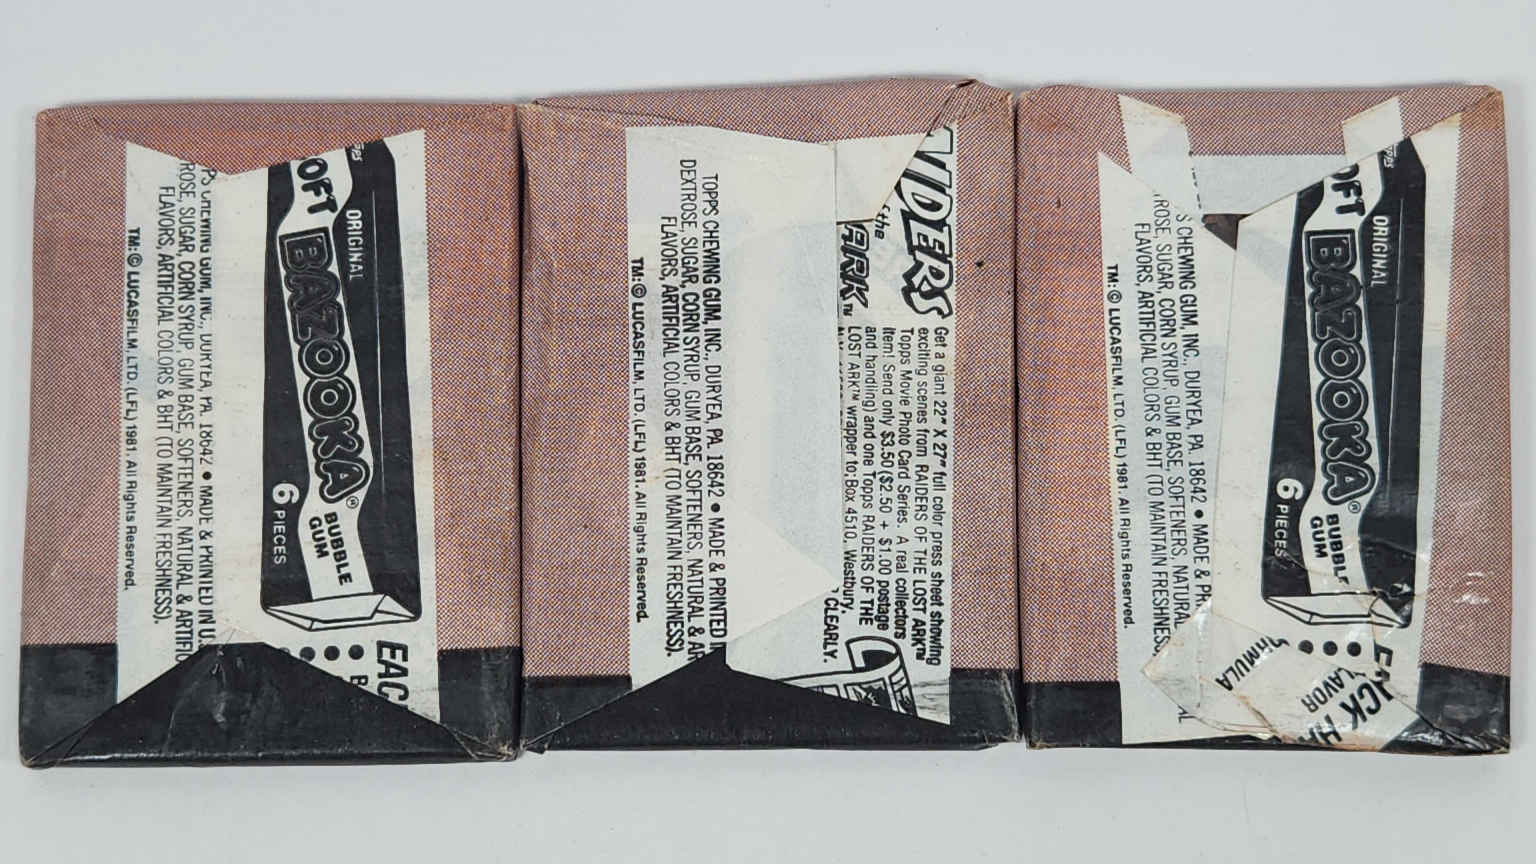 OFT
ORIGINAL
BAZOOKA®
BUBBLE
GUM
6 PIECES
EAC
B
CHEWING GUM, INC., DURYEA, PA. 18642 • MADE & PRINTED IN U.S
ROSE, SUGAR, CORN SYRUP, GUM BASE, SOFTENERS, NATURAL & ARTIFIC
FLAVORS, ARTIFICIAL COLORS & BHT (TO MAINTAIN FRESHNESS).
TM: © LUCASFILM, LTD. (LFL) 1981. All Rights Reserved.
IDERS
of the
ARK™
Get a giant 22" X 27" full color press sheet showing
exciting scenes from RAIDERS OF THE LOST ARK™
Topps Movie Photo Card Series. A real collectors
item! Send only $3.50 ($2.50 + $1.00 postage
and handling) and one Topps RAIDERS OF THE
LOST ARK™ wrapper to: Box 4510, Westbury,
CLEARLY.
TOPPS CHEWING GUM, INC., DURYEA, PA. 18642 • MADE & PRINTED I
DEXTROSE, SUGAR, CORN SYRUP, GUM BASE, SOFTENERS, NATURAL & AR
FLAVORS, ARTIFICIAL COLORS & BHT (TO MAINTAIN FRESHNESS).
TM: © LUCASFILM, LTD. (LFL) 1981. All Rights Reserved.
OFT
ORIGINAL
BAZOOKA®
BUBBLE
GUM
6 PIECES
LAVOR
S CHEWING GUM, INC., DURYEA, PA. 18642 • MADE & PR
TROSE, SUGAR, CORN SYRUP, GUM BASE, SOFTENERS, NATURAL
FLAVORS, ARTIFICIAL COLORS & BHT (TO MAINTAIN FRESHNESS
TM: © LUCASFILM, LTD. (LFL) 1981. All Rights Reserved.